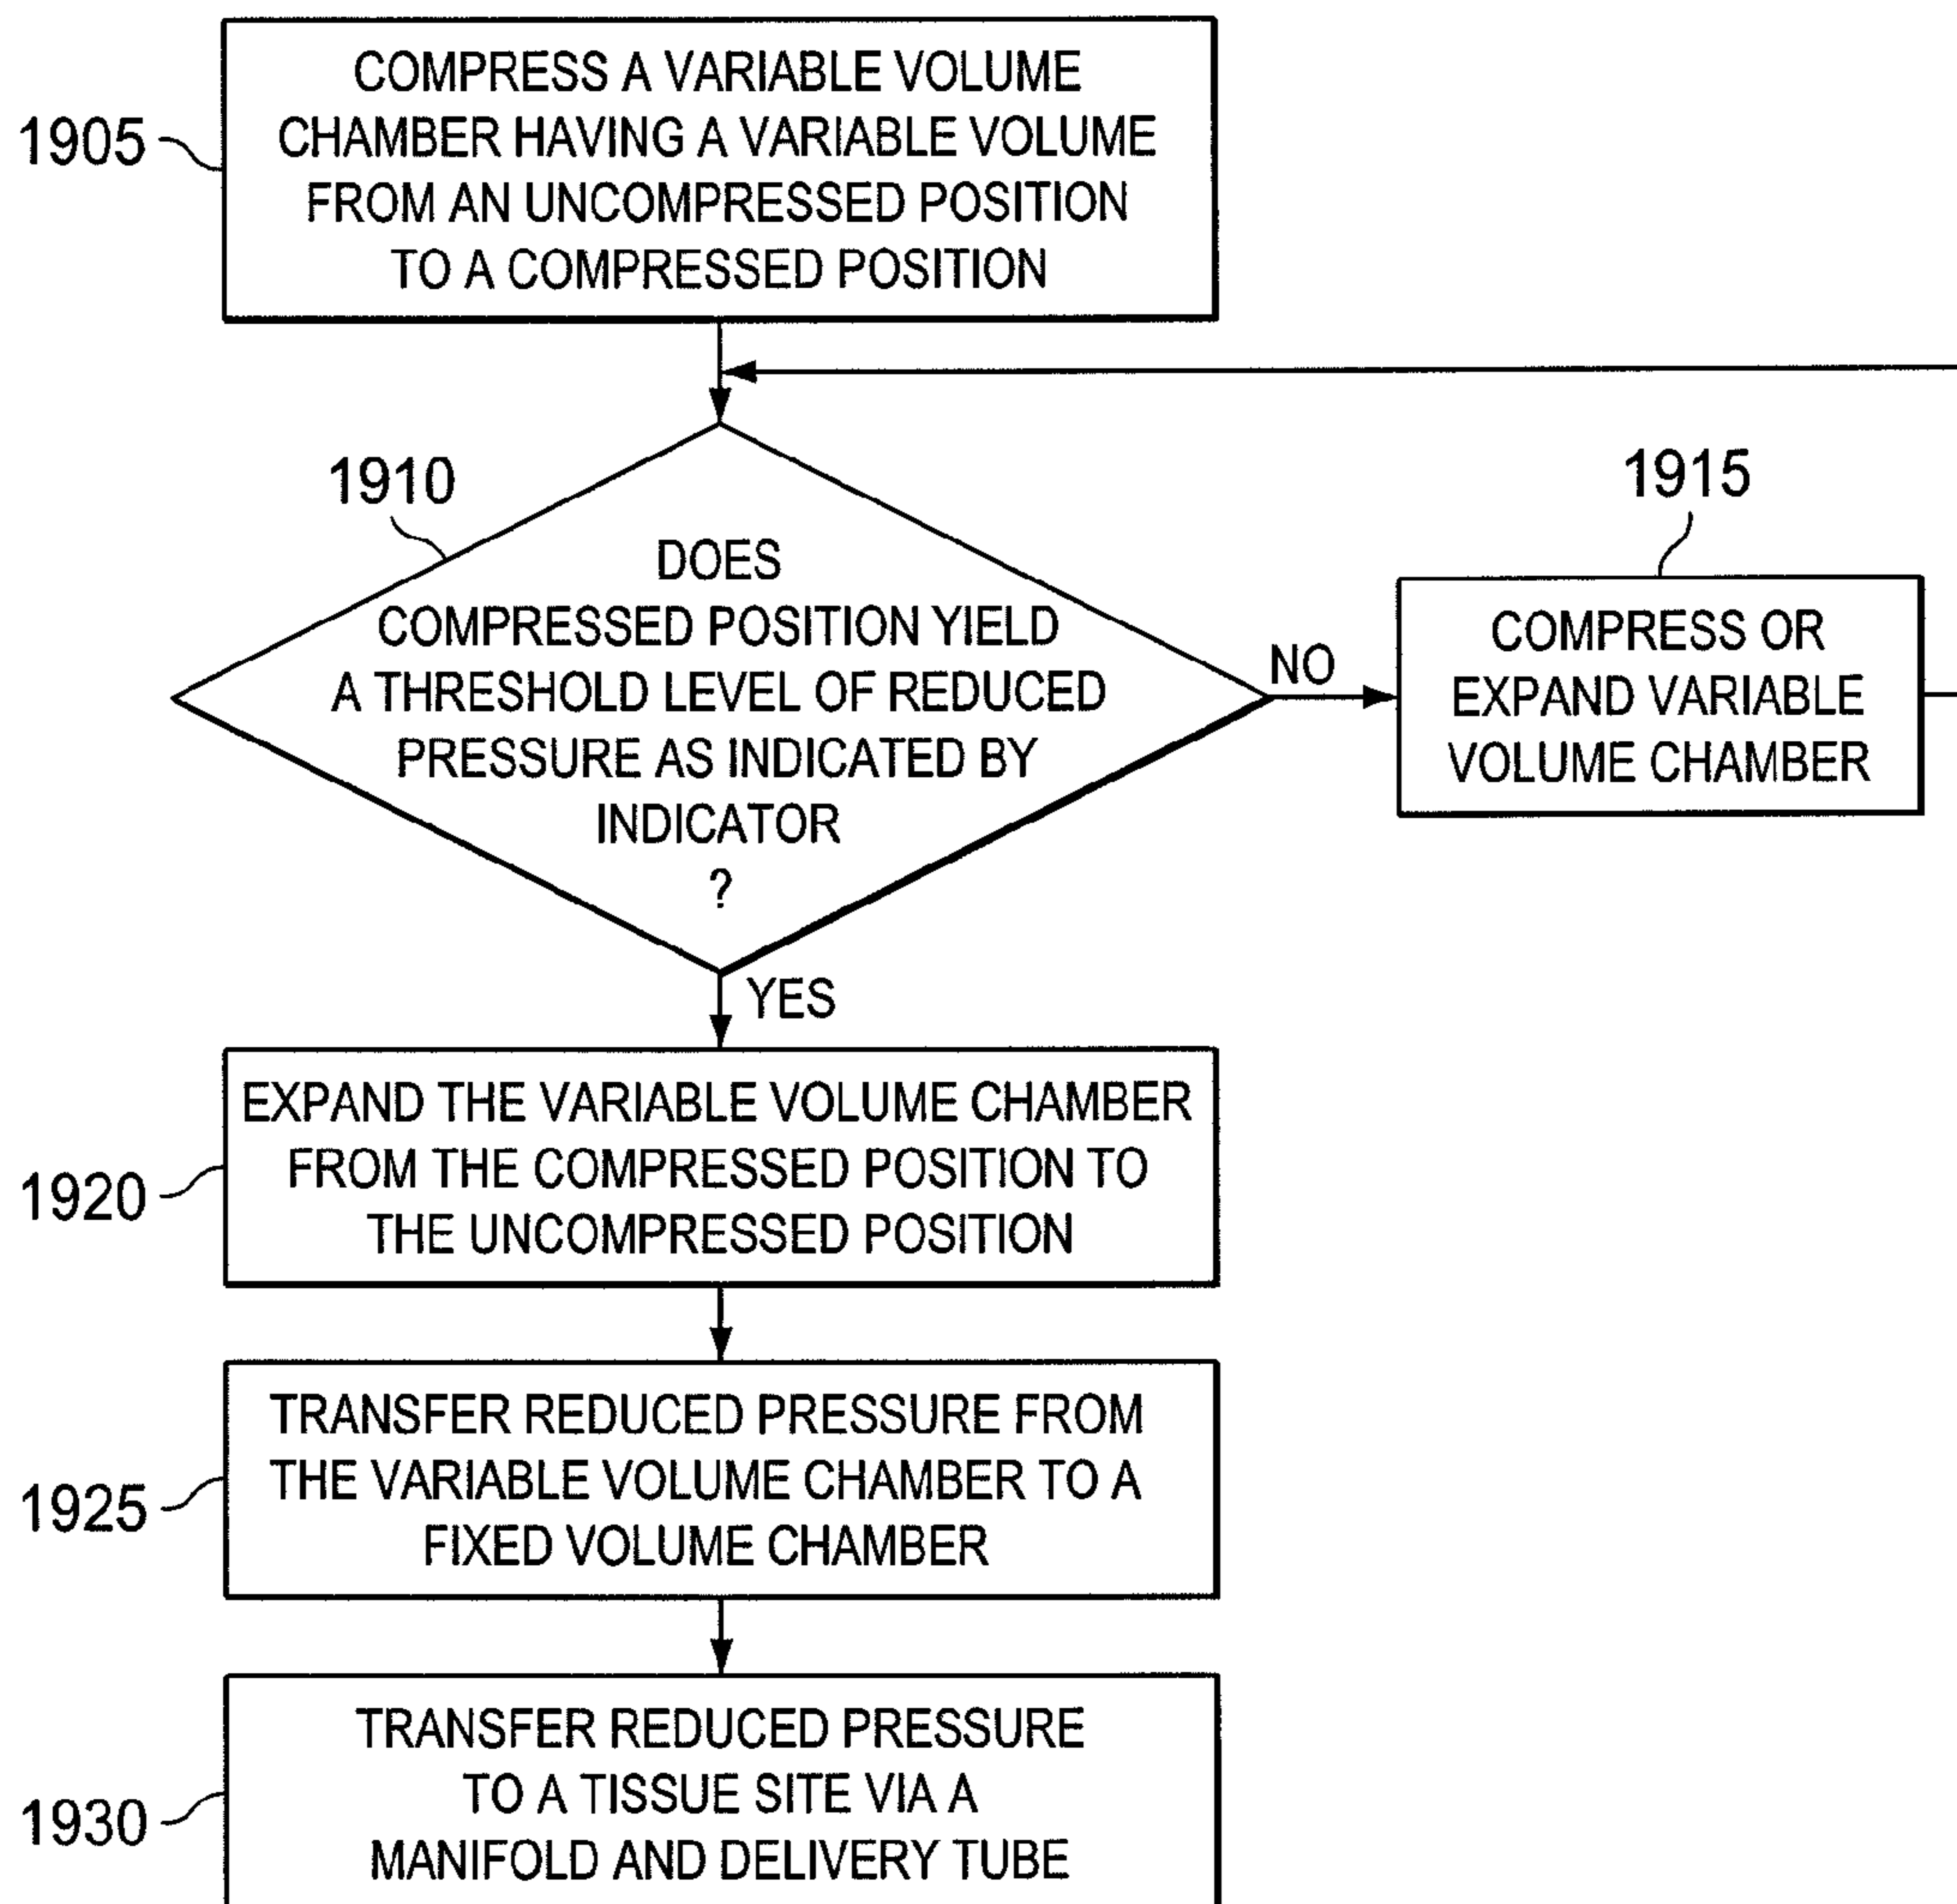 1905
COMPRESS A VARIABLE VOLUME
CHAMBER HAVING A VARIABLE VOLUME
FROM AN UNCOMPRESSED POSITION
TO A COMPRESSED POSITION
1910
DOES
COMPRESSED POSITION YIELD
A THRESHOLD LEVEL OF REDUCED
PRESSURE AS INDICATED BY
INDICATOR
?
NO
1915
COMPRESS OR
EXPAND VARIABLE
VOLUME CHAMBER
YES
1920
EXPAND THE VARIABLE VOLUME CHAMBER
FROM THE COMPRESSED POSITION TO
THE UNCOMPRESSED POSITION
1925
TRANSFER REDUCED PRESSURE FROM
THE VARIABLE VOLUME CHAMBER TO A
FIXED VOLUME CHAMBER
1930
TRANSFER REDUCED PRESSURE
TO A TISSUE SITE VIA A
MANIFOLD AND DELIVERY TUBE